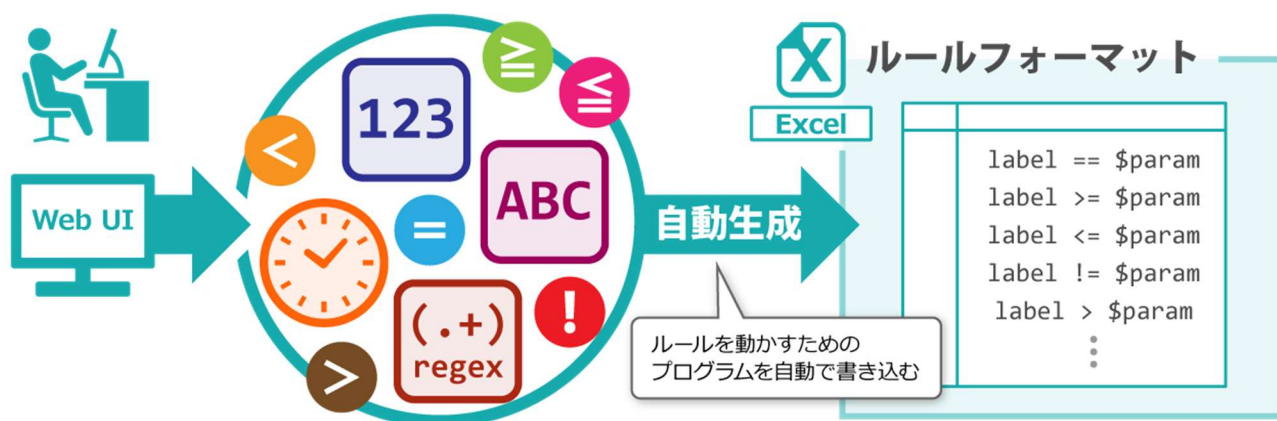 Web UI
<
123
≧
≦
ABC
=
(.+)
regex
!
>
自動生成
ルールを動かすための
プログラムを自動で書き込む
X
Excel
ルールフォーマット
label == $param
label >= $param
label <= $param
label != $param
label > $param
⋮